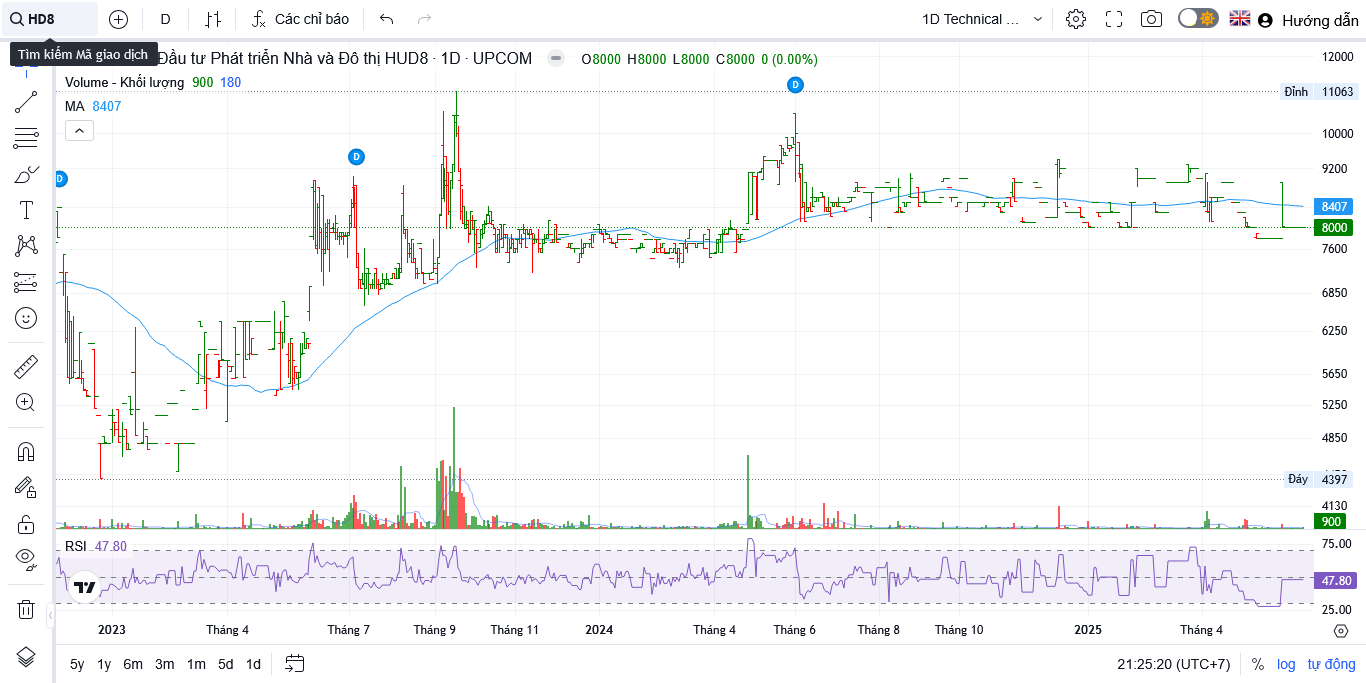 HD8
D
Các chỉ báo
1D Technical ...
Hướng dẫn
Tìm kiếm Mã giao dịch
Đầu tư Phát triển Nhà và Đô thị HUD8 · 1D · UPCOM
O8000 H8000 L8000 C8000 0 (0.00%)
Volume - Khối lượng 900 180
MA 8407
D
D
D
12000
Đỉnh 11063
10000
9200
8407
8000
7600
6850
6250
5650
5250
4850
Đáy 4397
4130
900
RSI 47.80
75.00
47.80
25.00
2023 Tháng 4 Tháng 7 Tháng 9 Tháng 11 2024 Tháng 4 Tháng 6 Tháng 8 Tháng 10 2025 Tháng 4
5y 1y 6m 3m 1m 5d 1d
21:25:20 (UTC+7) % log tự động